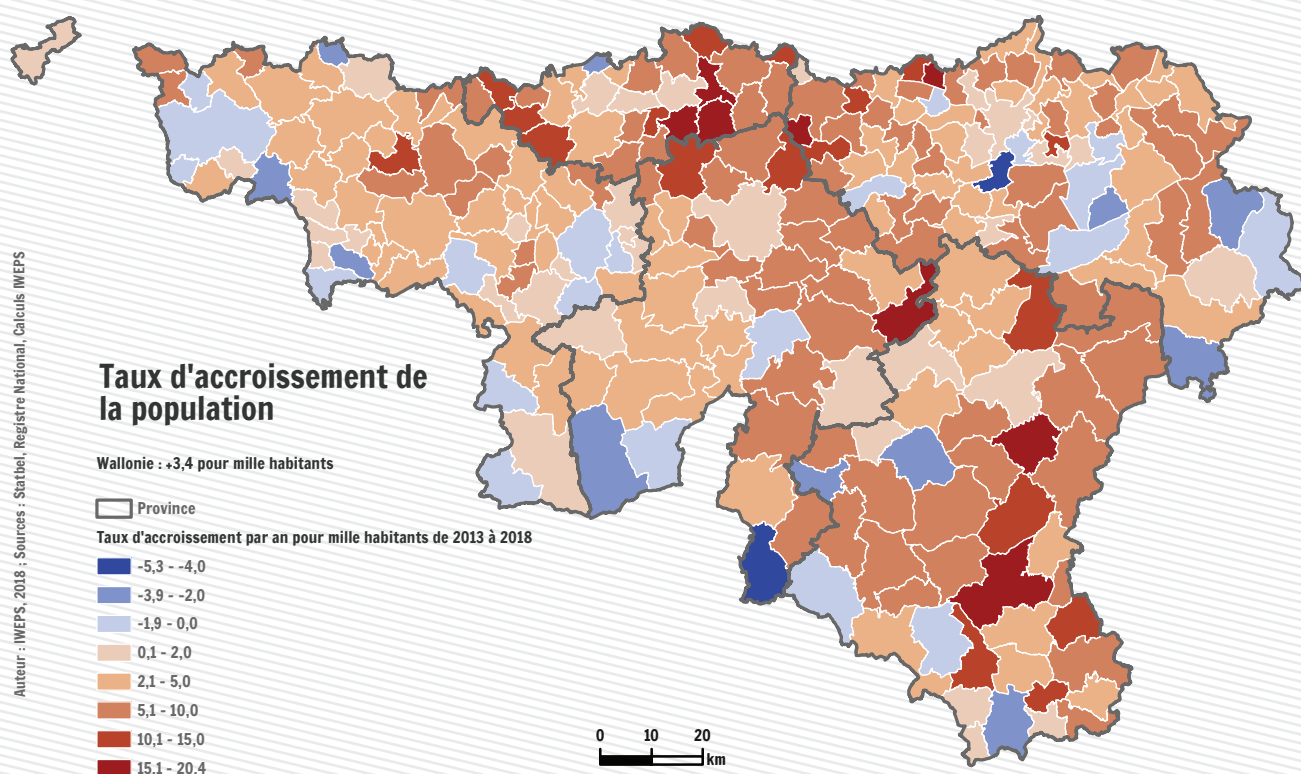 Taux d'accroissement de
la population
Wallonie : +3,4 pour mille habitants
Province
Taux d'accroissement par an pour mille habitants de 2013 à 2018
-5,3 - -4,0
-3,9 - -2,0
-1,9 - 0,0
0,1 - 2,0
2,1 - 5,0
5,1 - 10,0
10,1 - 15,0
15,1 - 20,4
0 10 20
km
Auteur : IWEPS, 2018 ; Sources : Statbel, Registre National, Calculs IWEPS